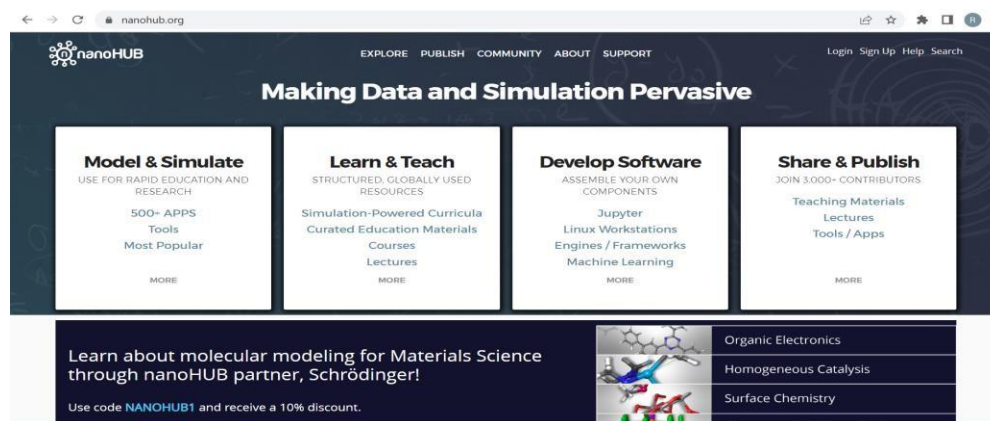 nanohub.org
R
nanoHUB
EXPLORE PUBLISH COMMUNITY ABOUT SUPPORT
Login Sign Up Help Search
Making Data and Simulation Pervasive
Model & Simulate
USE FOR RAPID EDUCATION AND
RESEARCH
500+ APPS
Tools
Most Popular
MORE
Learn & Teach
STRUCTURED, GLOBALLY USED
RESOURCES
Simulation-Powered Curricula
Curated Education Materials
Courses
Lectures
MORE
Develop Software
ASSEMBLE YOUR OWN
COMPONENTS
Jupyter
Linux Workstations
Engines / Frameworks
Machine Learning
MORE
Share & Publish
JOIN 3,000+ CONTRIBUTORS
Teaching Materials
Lectures
Tools / Apps
MORE
Learn about molecular modeling for Materials Science
through nanoHUB partner, Schrödinger!
Use code NANOHUB1 and receive a 10% discount.
Organic Electronics
Homogeneous Catalysis
Surface Chemistry